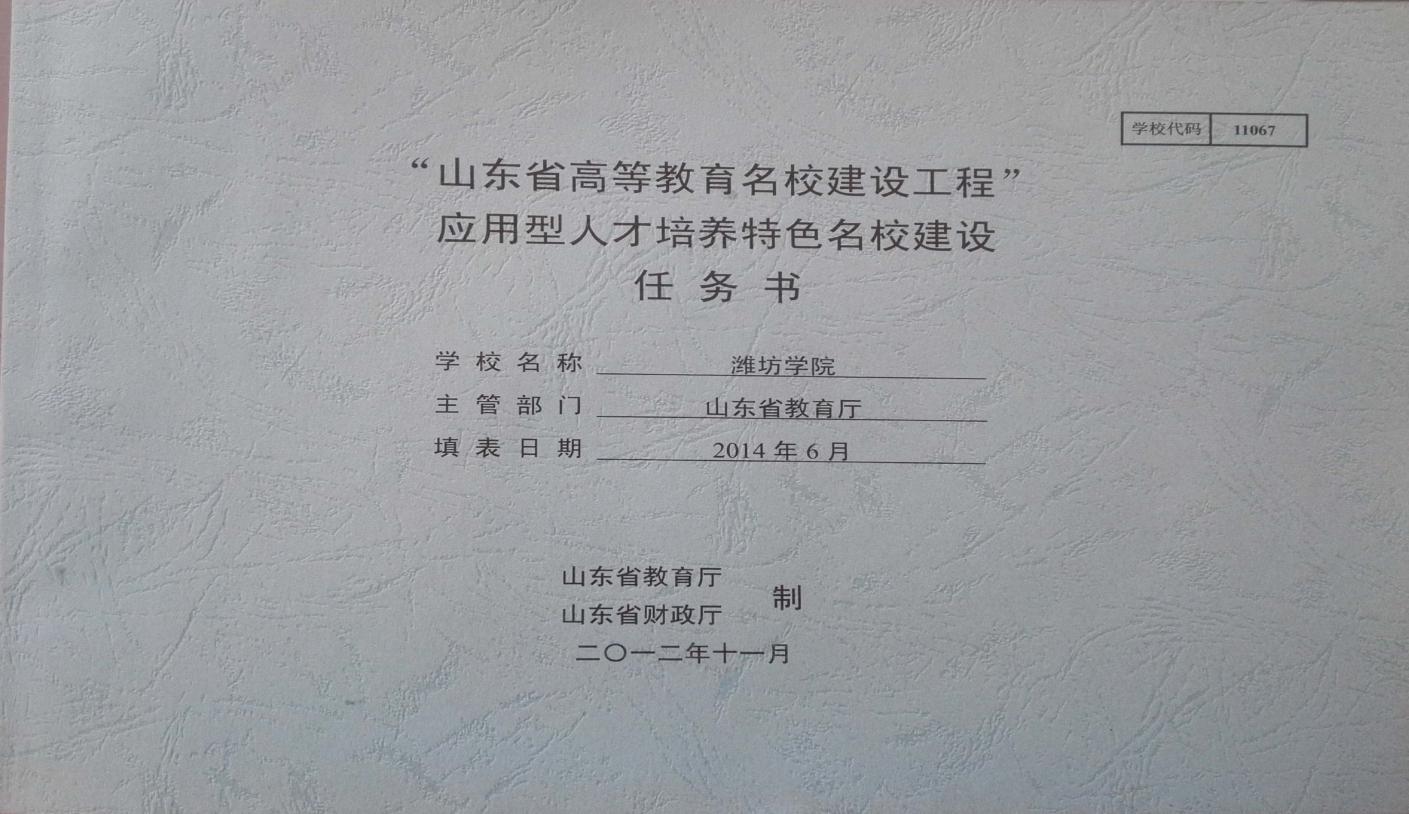 学校代码 11067
“山东省高等教育名校建设工程”
应用型人才培养特色名校建设
任务书
学校名称 潍坊学院
主管部门 山东省教育厅
填表日期 2014年6月
山东省教育厅
山东省财政厅
制
二〇一二年十一月